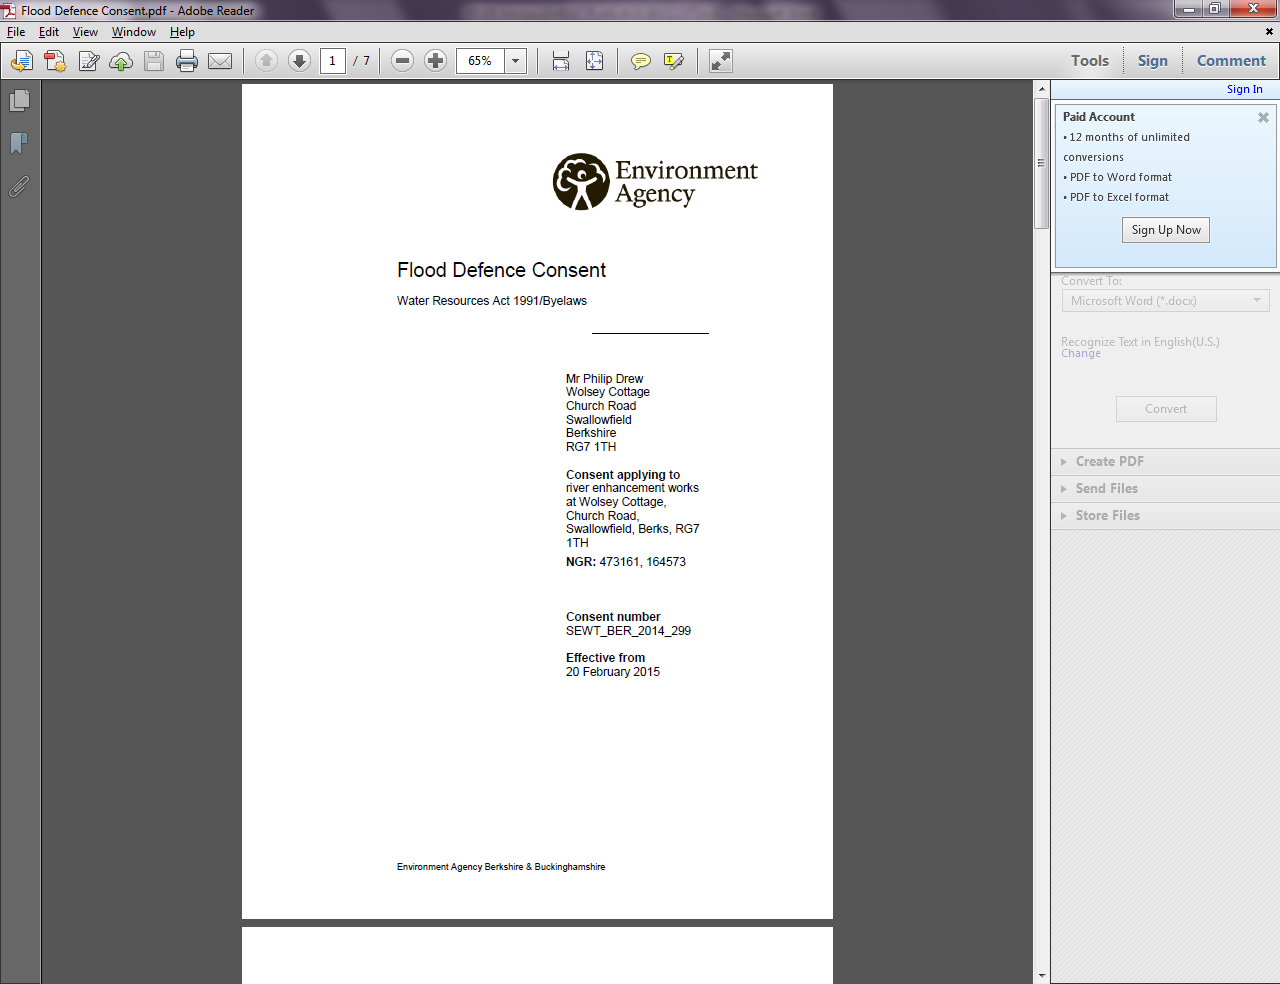 Flood Defence Consent.pdf - Adobe Reader
File Edit View Window Help
1 / 7 65% Tools Sign Comment
Sign In
Paid Account
• 12 months of unlimited
conversions
• PDF to Word format
• PDF to Excel format
Sign Up Now
Convert To:
Microsoft Word (*.docx)
Recognize Text in English(U.S.)
Change
Convert
Create PDF
Send Files
Store Files
Environment
Agency
Flood Defence Consent
Water Resources Act 1991/Byelaws
Mr Philip Drew
Wolsey Cottage
Church Road
Swallowfield
Berkshire
RG7 1TH
Consent applying to
river enhancement works
at Wolsey Cottage,
Church Road,
Swallowfield, Berks, RG7
1TH
NGR: 473161, 164573
Consent number
SEWT_BER_2014_299
Effective from
20 February 2015
Environment Agency Berkshire & Buckinghamshire